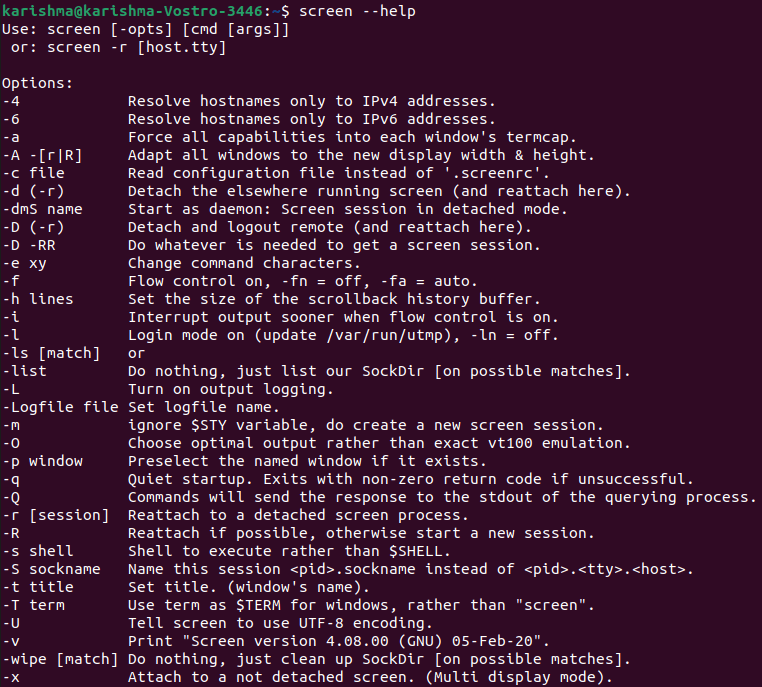 karishma@karishma-Vostro-3446:~$ screen --help
Use: screen [-opts] [cmd [args]]
 or: screen -r [host.tty]

Options:
-4            Resolve hostnames only to IPv4 addresses.
-6            Resolve hostnames only to IPv6 addresses.
-a            Force all capabilities into each window's termcap.
-A -[r|R]     Adapt all windows to the new display width & height.
-c file       Read configuration file instead of '.screenrc'.
-d (-r)       Detach the elsewhere running screen (and reattach here).
-dmS name     Start as daemon: Screen session in detached mode.
-D (-r)       Detach and logout remote (and reattach here).
-D -RR        Do whatever is needed to get a screen session.
-e xy         Change command characters.
-f            Flow control on, -fn = off, -fa = auto.
-h lines      Set the size of the scrollback history buffer.
-i            Interrupt output sooner when flow control is on.
-l            Login mode on (update /var/run/utmp), -ln = off.
-ls [match]   or
-list         Do nothing, just list our SockDir [on possible matches].
-L            Turn on output logging.
-Logfile file Set logfile name.
-m            ignore $STY variable, do create a new screen session.
-O            Choose optimal output rather than exact vt100 emulation.
-p window     Preselect the named window if it exists.
-q            Quiet startup. Exits with non-zero return code if unsuccessful.
-Q            Commands will send the response to the stdout of the querying process.
-r [session]  Reattach to a detached screen process.
-R            Reattach if possible, otherwise start a new session.
-s shell      Shell to execute rather than $SHELL.
-S sockname   Name this session <pid>.sockname instead of <pid>.<tty>.<host>.
-t title      Set title. (window's name).
-T term       Use term as $TERM for windows, rather than "screen".
-U            Tell screen to use UTF-8 encoding.
-v            Print "Screen version 4.08.00 (GNU) 05-Feb-20".
-wipe [match] Do nothing, just clean up SockDir [on possible matches].
-x            Attach to a not detached screen. (Multi display mode).